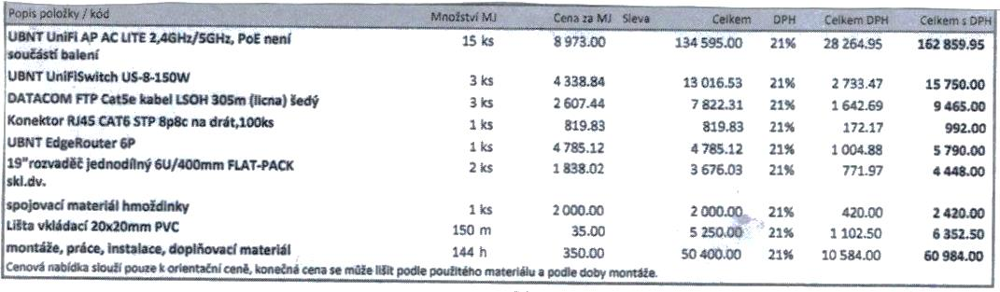 Popis položky / kód Množství MJ Cena za MJ Sleva Celkem DPH Celkem DPH Celkem s DPH
UBNT UniFi AP AC LITE 2,4GHz/5GHz, PoE není 15 ks 8 973.00 134 595.00 21% 28 264.95 162 859.95
součástí balení
UBNT UniFiSwitch US-8-150W 3 ks 4 338.84 13 016.53 21% 2 733.47 15 750.00
DATACOM FTP Cat5e kabel LSOH 305m (licna) šedý 3 ks 2 607.44 7 822.31 21% 1 642.69 9 465.00
Konektor RJ45 CAT6 STP 8p8c na drát,100ks 1 ks 819.83 819.83 21% 172.17 992.00
UBNT EdgeRouter 6P 1 ks 4 785.12 4 785.12 21% 1 004.88 5 790.00
19"rozvaděč jednodílný 6U/400mm FLAT-PACK 2 ks 1 838.02 3 676.03 21% 771.97 4 448.00
skl.dv.
spojovací materiál hmoždinky 1 ks 2 000.00 2 000.00 21% 420.00 2 420.00
Lišta vkládací 20x20mm PVC 150 m 35.00 5 250.00 21% 1 102.50 6 352.50
montáže, práce, instalace, doplňovací materiál 144 h 350.00 50 400.00 21% 10 584.00 60 984.00
Cenová nabídka slouží pouze k orientační ceně, konečná cena se může lišit podle použitého materiálu a podle doby montáže.